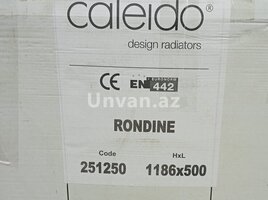 caleido®
design radiators
CE EN 442
Unvan.az
RONDINE
Code HxL
251250 1186x500